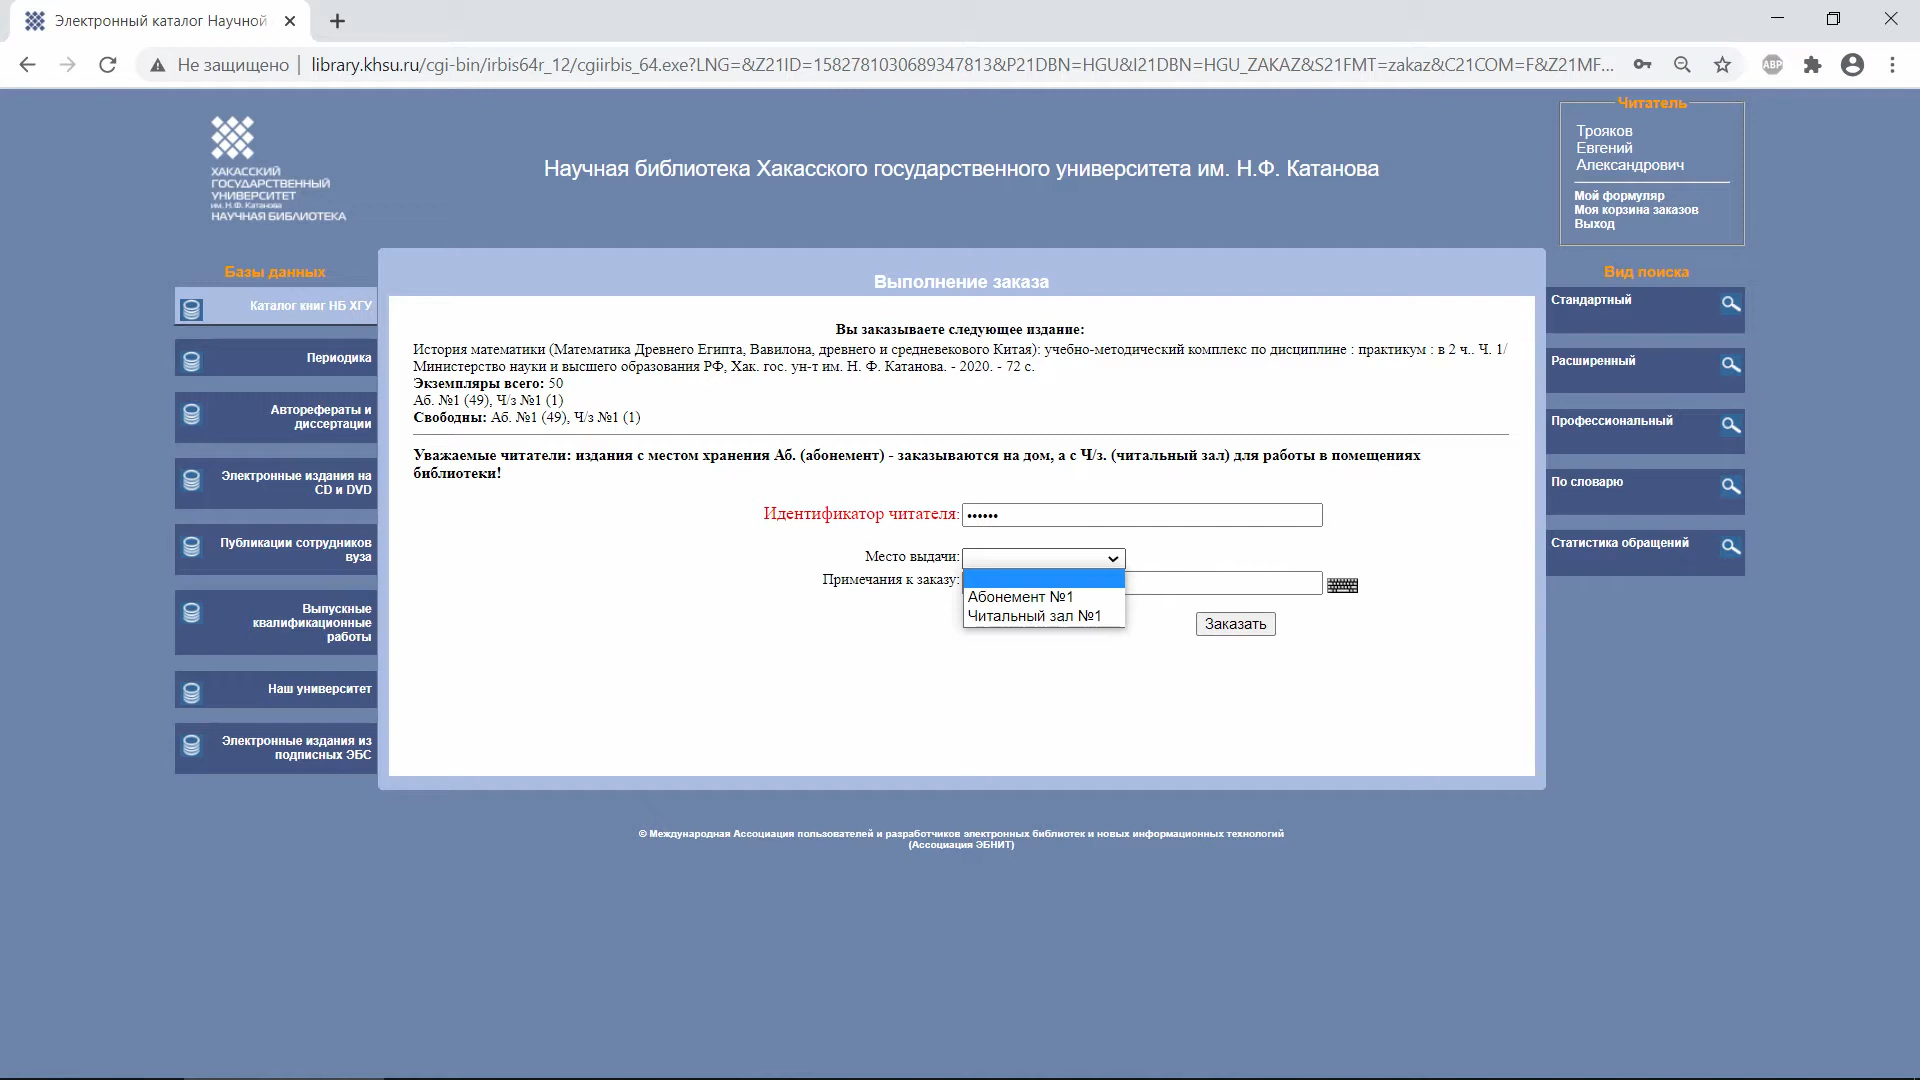 Электронный каталог Научной
Не защищено
library.khsu.ru/cgi-bin/irbis64r_12/cgiirbis_64.exe?LNG=&Z21ID=1582781030689347813&P21DBN=HGU&I21DBN=HGU_ZAKAZ&S21FMT=zakaz&C21COM=F&Z21MF...
ABP
ХАКАССКИЙ
ГОСУДАРСТВЕННЫЙ
УНИВЕРСИТЕТ
им. Н.Ф. Катанова
НАУЧНАЯ БИБЛИОТЕКА
Научная библиотека Хакасского государственного университета им. Н.Ф. Катанова
Читатель
Трояков
Евгений
Александрович
Мой формуляр
Моя корзина заказов
Выход
Базы данных
Каталог книг НБ ХГУ
Периодика
Авторефераты и
диссертации
Электронные издания на
CD и DVD
Публикации сотрудников
вуза
Выпускные
квалификационные
работы
Наш университет
Электронные издания из
подписных ЭБС
Выполнение заказа
Вы заказываете следующее издание:
История математики (Математика Древнего Египта, Вавилона, древнего и средневекового Китая): учебно-методический комплекс по дисциплине : практикум : в 2 ч.. Ч. 1/
Министерство науки и высшего образования РФ, Хак. гос. ун-т им. Н. Ф. Катанова. - 2020. - 72 с.
Экземпляры всего: 50
Аб. №1 (49), Ч/з №1 (1)
Свободны: Аб. №1 (49), Ч/з №1 (1)
Уважаемые читатели: издания с местом хранения Аб. (абонемент) - заказываются на дом, а с Ч/з. (читальный зал) для работы в помещениях
библиотеки!
Идентификатор читателя: ••••••
Место выдачи:
Примечания к заказу:
Абонемент №1
Читальный зал №1
Заказать
Вид поиска
Стандартный
Расширенный
Профессиональный
По словарю
Статистика обращений
© Международная Ассоциация пользователей и разработчиков электронных библиотек и новых информационных технологий
(Ассоциация ЭБНИТ)